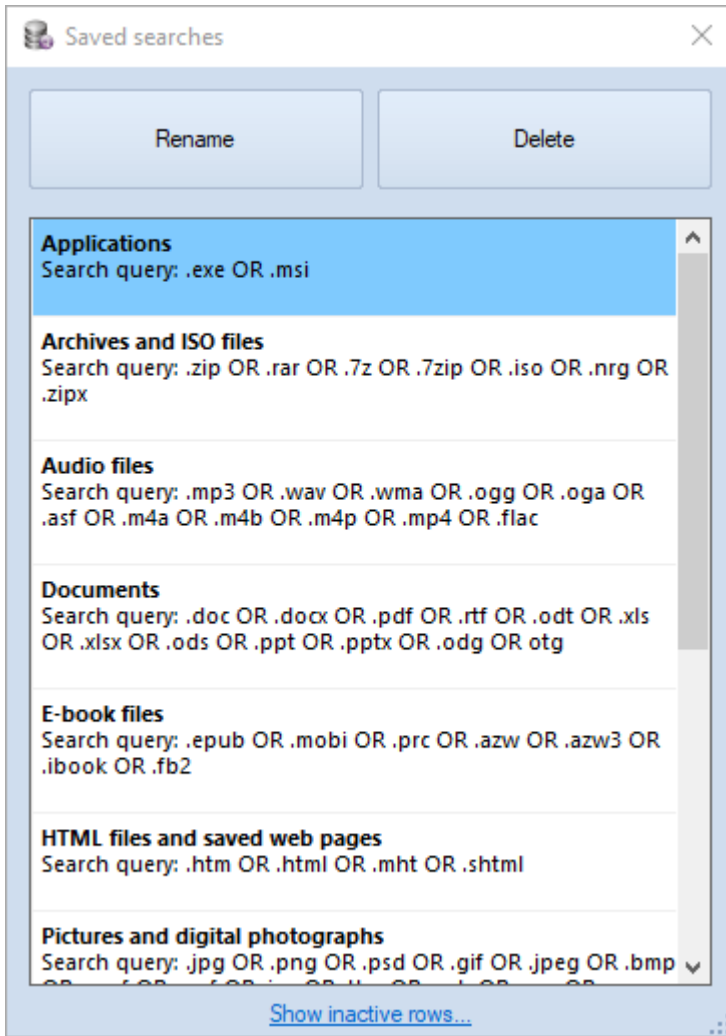 Saved searches
Rename
Delete
Applications
Search query: .exe OR .msi
Archives and ISO files
Search query: .zip OR .rar OR .7z OR .7zip OR .iso OR .nrg OR
.zipx
Audio files
Search query: .mp3 OR .wav OR .wma OR .ogg OR .oga OR
.asf OR .m4a OR .m4b OR .m4p OR .mp4 OR .flac
Documents
Search query: .doc OR .docx OR .pdf OR .rtf OR .odt OR .xls
OR .xlsx OR .ods OR .ppt OR .pptx OR .odg OR otg
E-book files
Search query: .epub OR .mobi OR .prc OR .azw OR .azw3 OR
.ibook OR .fb2
HTML files and saved web pages
Search query: .htm OR .html OR .mht OR .shtml
Pictures and digital photographs
Search query: .jpg OR .png OR .psd OR .gif OR .jpeg OR .bmp
Show inactive rows...